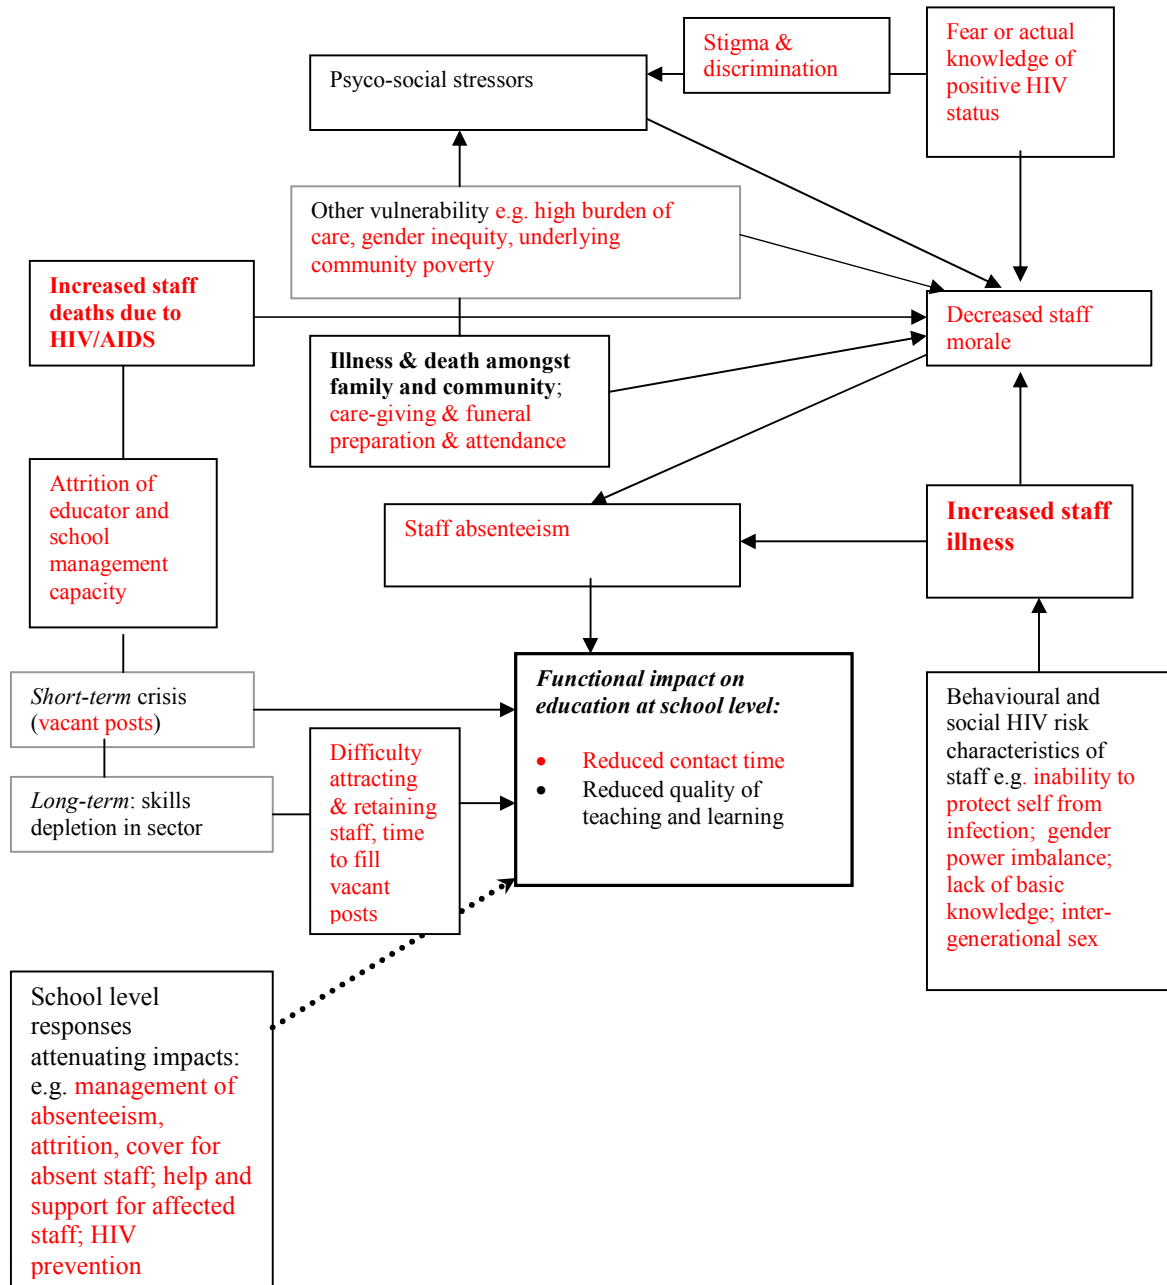 Stigma &
discrimination
Fear or actual
knowledge of
positive HIV
status
Psyco-social stressors
Other vulnerability e.g. high burden of
care, gender inequity, underlying
community poverty
Increased staff
deaths due to
HIV/AIDS
Decreased staff
morale
Illness & death amongst
family and community;
care-giving & funeral
preparation & attendance
Attrition of
educator and
school
management
capacity
Staff absenteeism
Increased staff
illness
Short-term crisis
(vacant posts)
Long-term: skills
depletion in sector
Difficulty
attracting
& retaining
staff, time
to fill
vacant
posts
Functional impact on
education at school level:
• Reduced contact time
• Reduced quality of
teaching and learning
Behavioural and
social HIV risk
characteristics of
staff e.g. inability to
protect self from
infection; gender
power imbalance;
lack of basic
knowledge; inter-
generational sex
School level
responses
attenuating impacts:
e.g. management of
absenteeism,
attrition, cover for
absent staff; help and
support for affected
staff; HIV
prevention